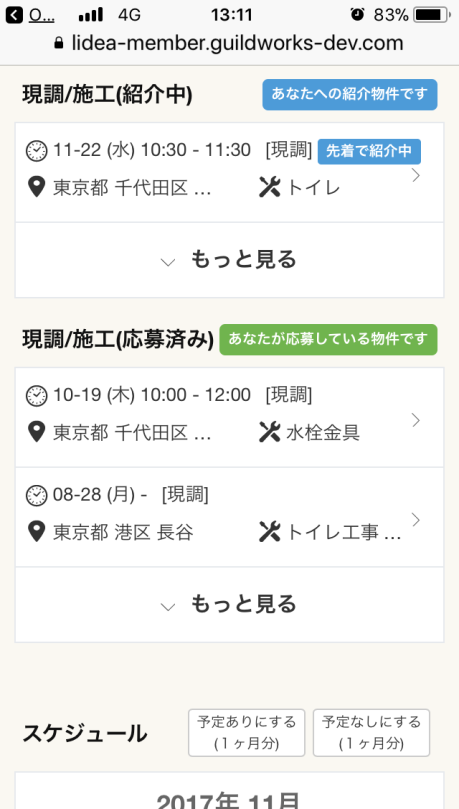 O... 4G 13:11 83%
lidea-member.guildworks-dev.com
現調/施工(紹介中) あなたへの紹介物件です
11-22 (水) 10:30 - 11:30 [現調] 先着で紹介中
東京都 千代田区 ... トイレ
もっと見る
現調/施工(応募済み) あなたが応募している物件です
10-19 (木) 10:00 - 12:00 [現調]
東京都 千代田区 ... 水栓金具
08-28 (月) - [現調]
東京都 港区 長谷 トイレ工事 ...
もっと見る
スケジュール 予定ありにする (1ヶ月分) 予定なしにする (1ヶ月分)
2017年 11月